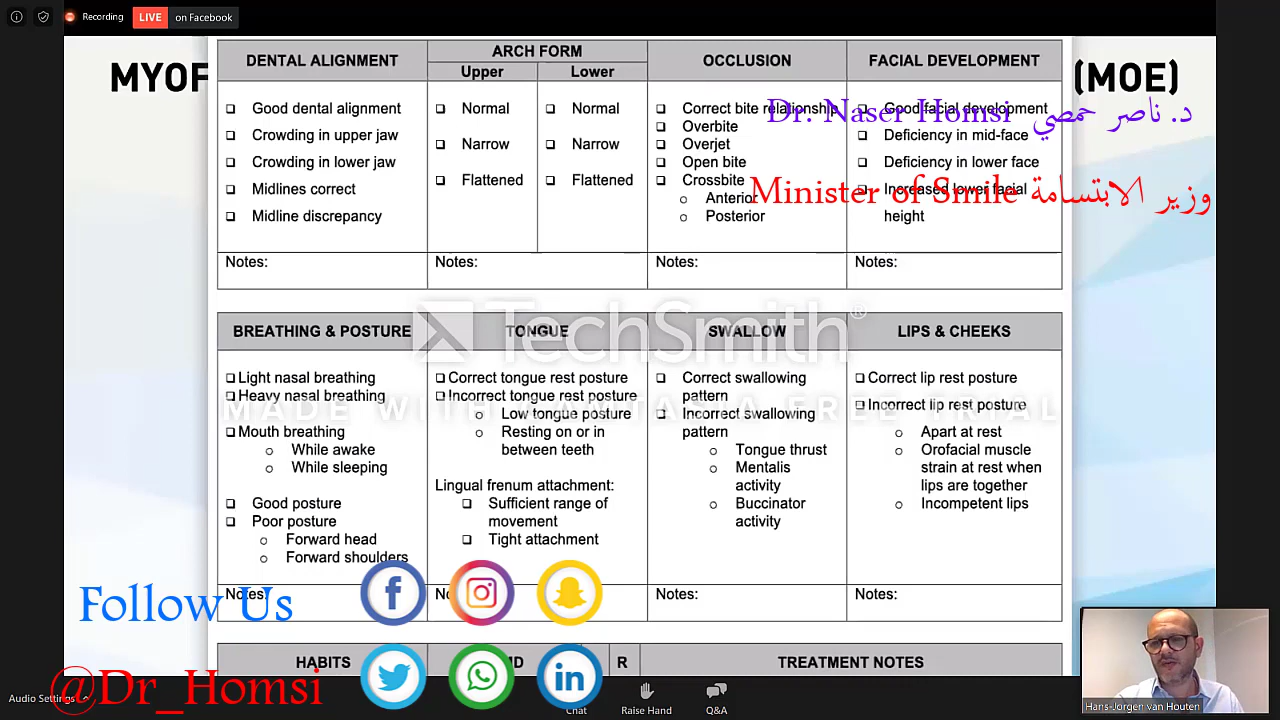 Recording
LIVE on Facebook
MYOF
(MOE)
DENTAL ALIGNMENT
ARCH FORM
Upper
Lower
OCCLUSION
FACIAL DEVELOPMENT
Good dental alignment
Crowding in upper jaw
Crowding in lower jaw
Midlines correct
Midline discrepancy
Normal
Narrow
Flattened
Normal
Narrow
Flattened
Correct bite relationship
Overbite
Overjet
Open bite
Crossbite
Anterior
Posterior
Good facial development
Deficiency in mid-face
Deficiency in lower face
Increased lower facial
height
Dr. Naser Homsi د. ناصر حمصي
Minister of Smile وزير الابتسامة
Notes:
Notes:
Notes:
Notes:
BREATHING & POSTURE
TONGUE
SWALLOW
LIPS & CHEEKS
TechSmith®
MADE WITH CAMTASIA FREE TRIAL
Light nasal breathing
Heavy nasal breathing
Mouth breathing
While awake
While sleeping
Good posture
Poor posture
Forward head
Forward shoulders
Correct tongue rest posture
Incorrect tongue rest posture
Low tongue posture
Resting on or in
between teeth
Lingual frenum attachment:
Sufficient range of
movement
Tight attachment
Correct swallowing
pattern
Incorrect swallowing
pattern
Tongue thrust
Mentalis
activity
Buccinator
activity
Correct lip rest posture
Incorrect lip rest posture
Apart at rest
Orofacial muscle
strain at rest when
lips are together
Incompetent lips
Notes:
Notes:
Notes:
Follow Us
HABITS
R
TREATMENT NOTES
@Dr_Homsi
Audio Settings
Chat
Raise Hand
Q&A
Hans-Jorgen van Houten